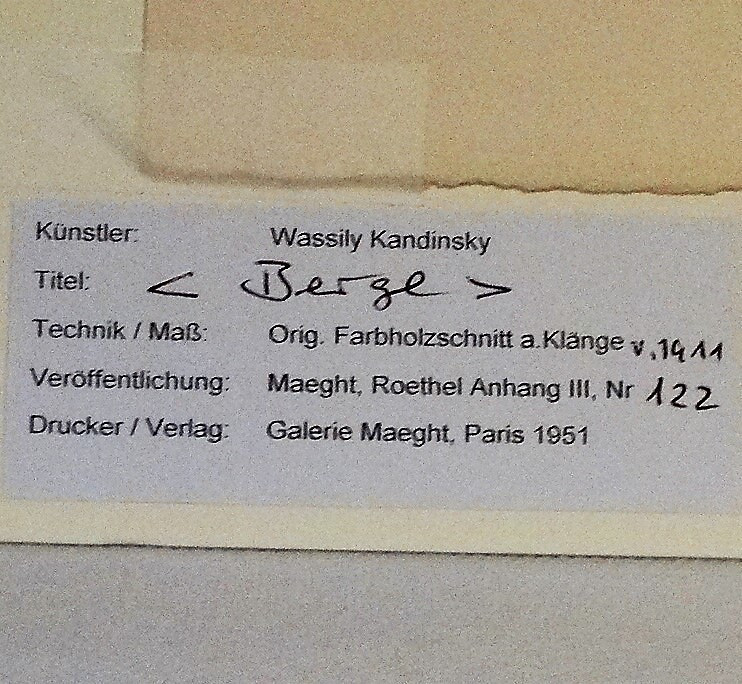 Künstler: Wassily Kandinsky
Titel: < Berge >
Technik / Maß: Orig. Farbholzschnitt a.Klänge v.1911
Veröffentlichung: Maeght, Roethel Anhang III, Nr 122
Drucker / Verlag: Galerie Maeght, Paris 1951